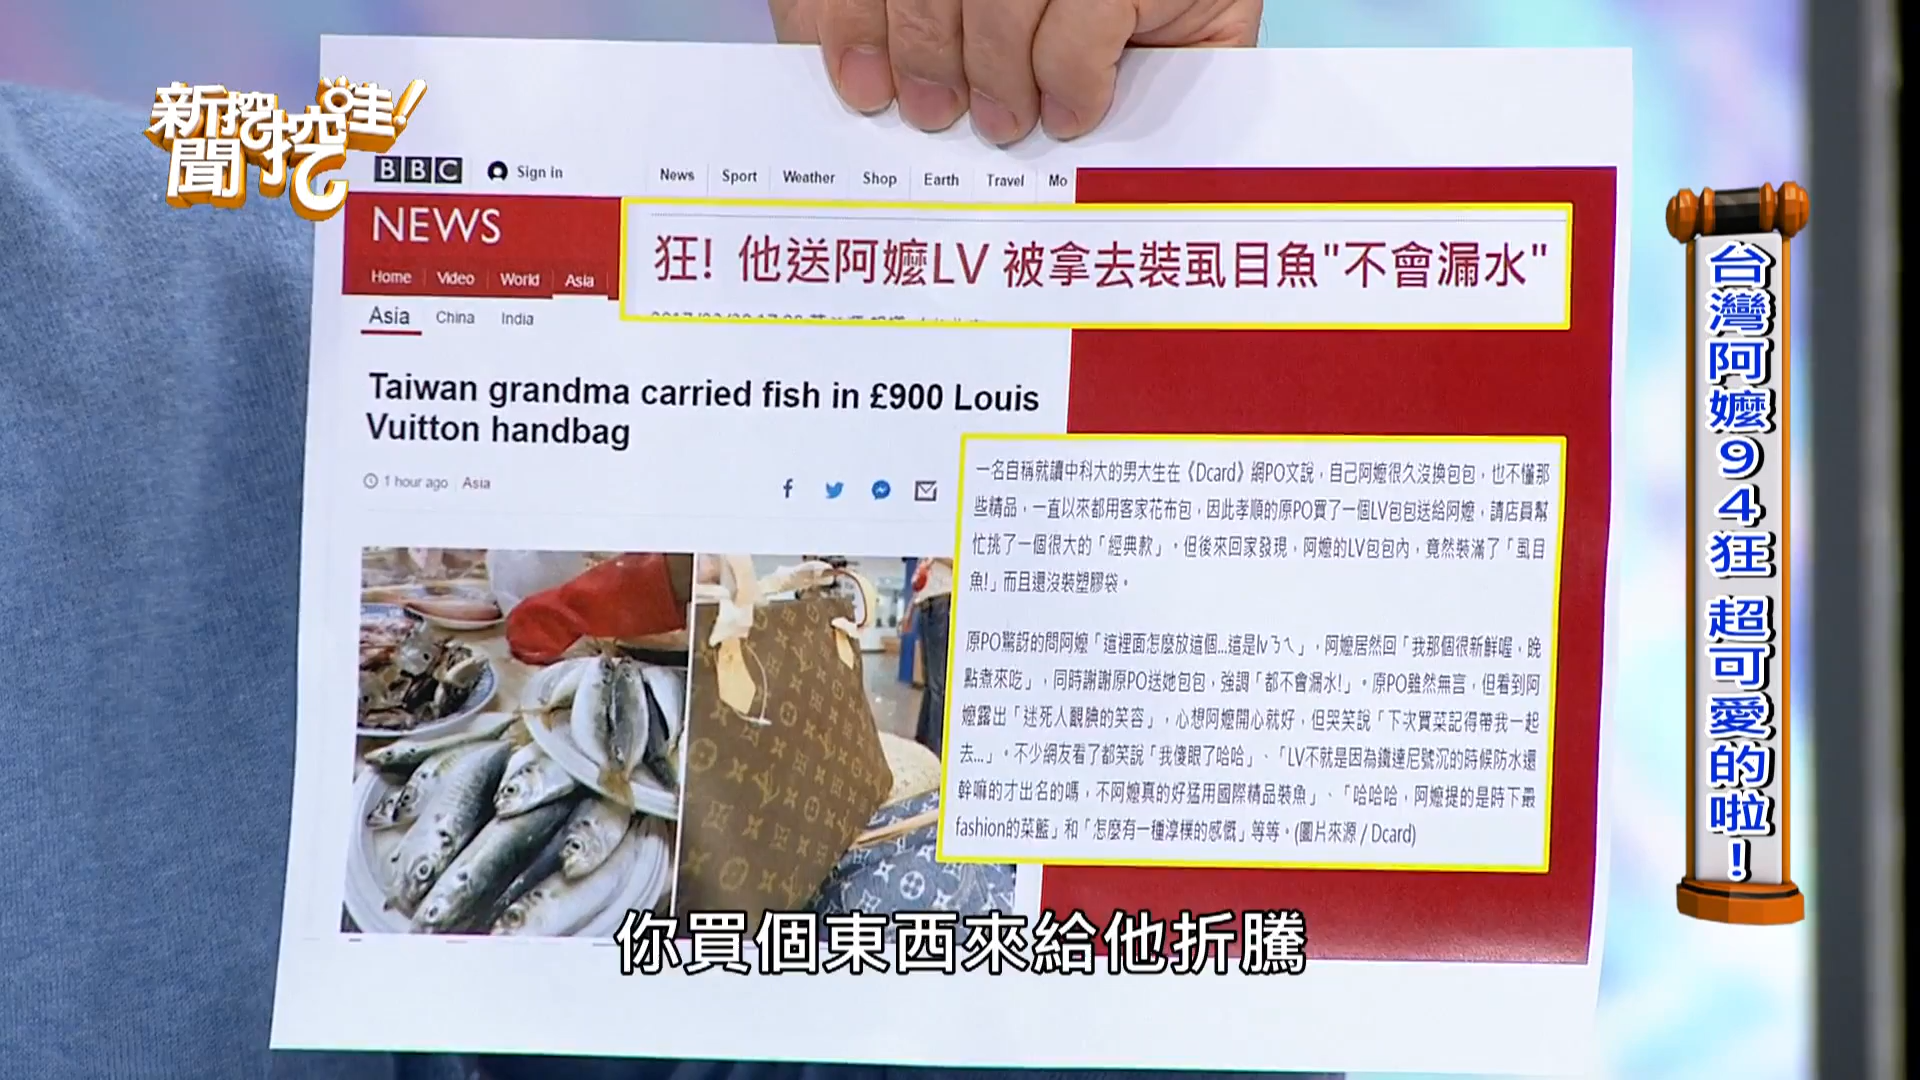 新聞挖挖哇!
BBC Sign in News Sport Weather Shop Earth Travel Mo
NEWS
Home Video World Asia
Asia China India
狂! 他送阿嬤LV 被拿去裝虱目魚"不會漏水"
Taiwan grandma carried fish in £900 Louis
Vuitton handbag
1 hour ago Asia
一名自稱就讀中科大的男大生在《Dcard》網PO文說，自己阿嬤很久沒換包包，也不懂那
些精品，一直以來都用客家花布包，因此孝順的原PO買了一個LV包包送給阿嬤，請店員幫
忙挑了一個很大的「經典款」，但後來回家發現，阿嬤的LV包包內，竟然裝滿了「虱目
魚!」而且還沒裝塑膠袋。
原PO驚訝的問阿嬤「這裡面怎麼放這個...這是lvㄋㄟ」，阿嬤居然回「我那個很新鮮喔，晚
點煮來吃」，同時謝謝原PO送她包包，強調「都不會漏水!」。原PO雖然無言，但看到阿
嬤露出「迷死人靦腆的笑容」，心想阿嬤開心就好，但哭笑說「下次買菜記得帶我一起
去...」。不少網友看了都笑說「我傻眼了哈哈」、「LV不就是因為鐵達尼號沉的時候防水還
幹嘛的才出名的嗎，不阿嬤真的好猛用國際精品裝魚」、「哈哈哈，阿嬤提的是時下最
fashion的菜籃」和「怎麼有一種淳樸的感慨」等等。(圖片來源 / Dcard)
台灣阿嬤94狂 超可愛的啦!
你買個東西來給他折騰